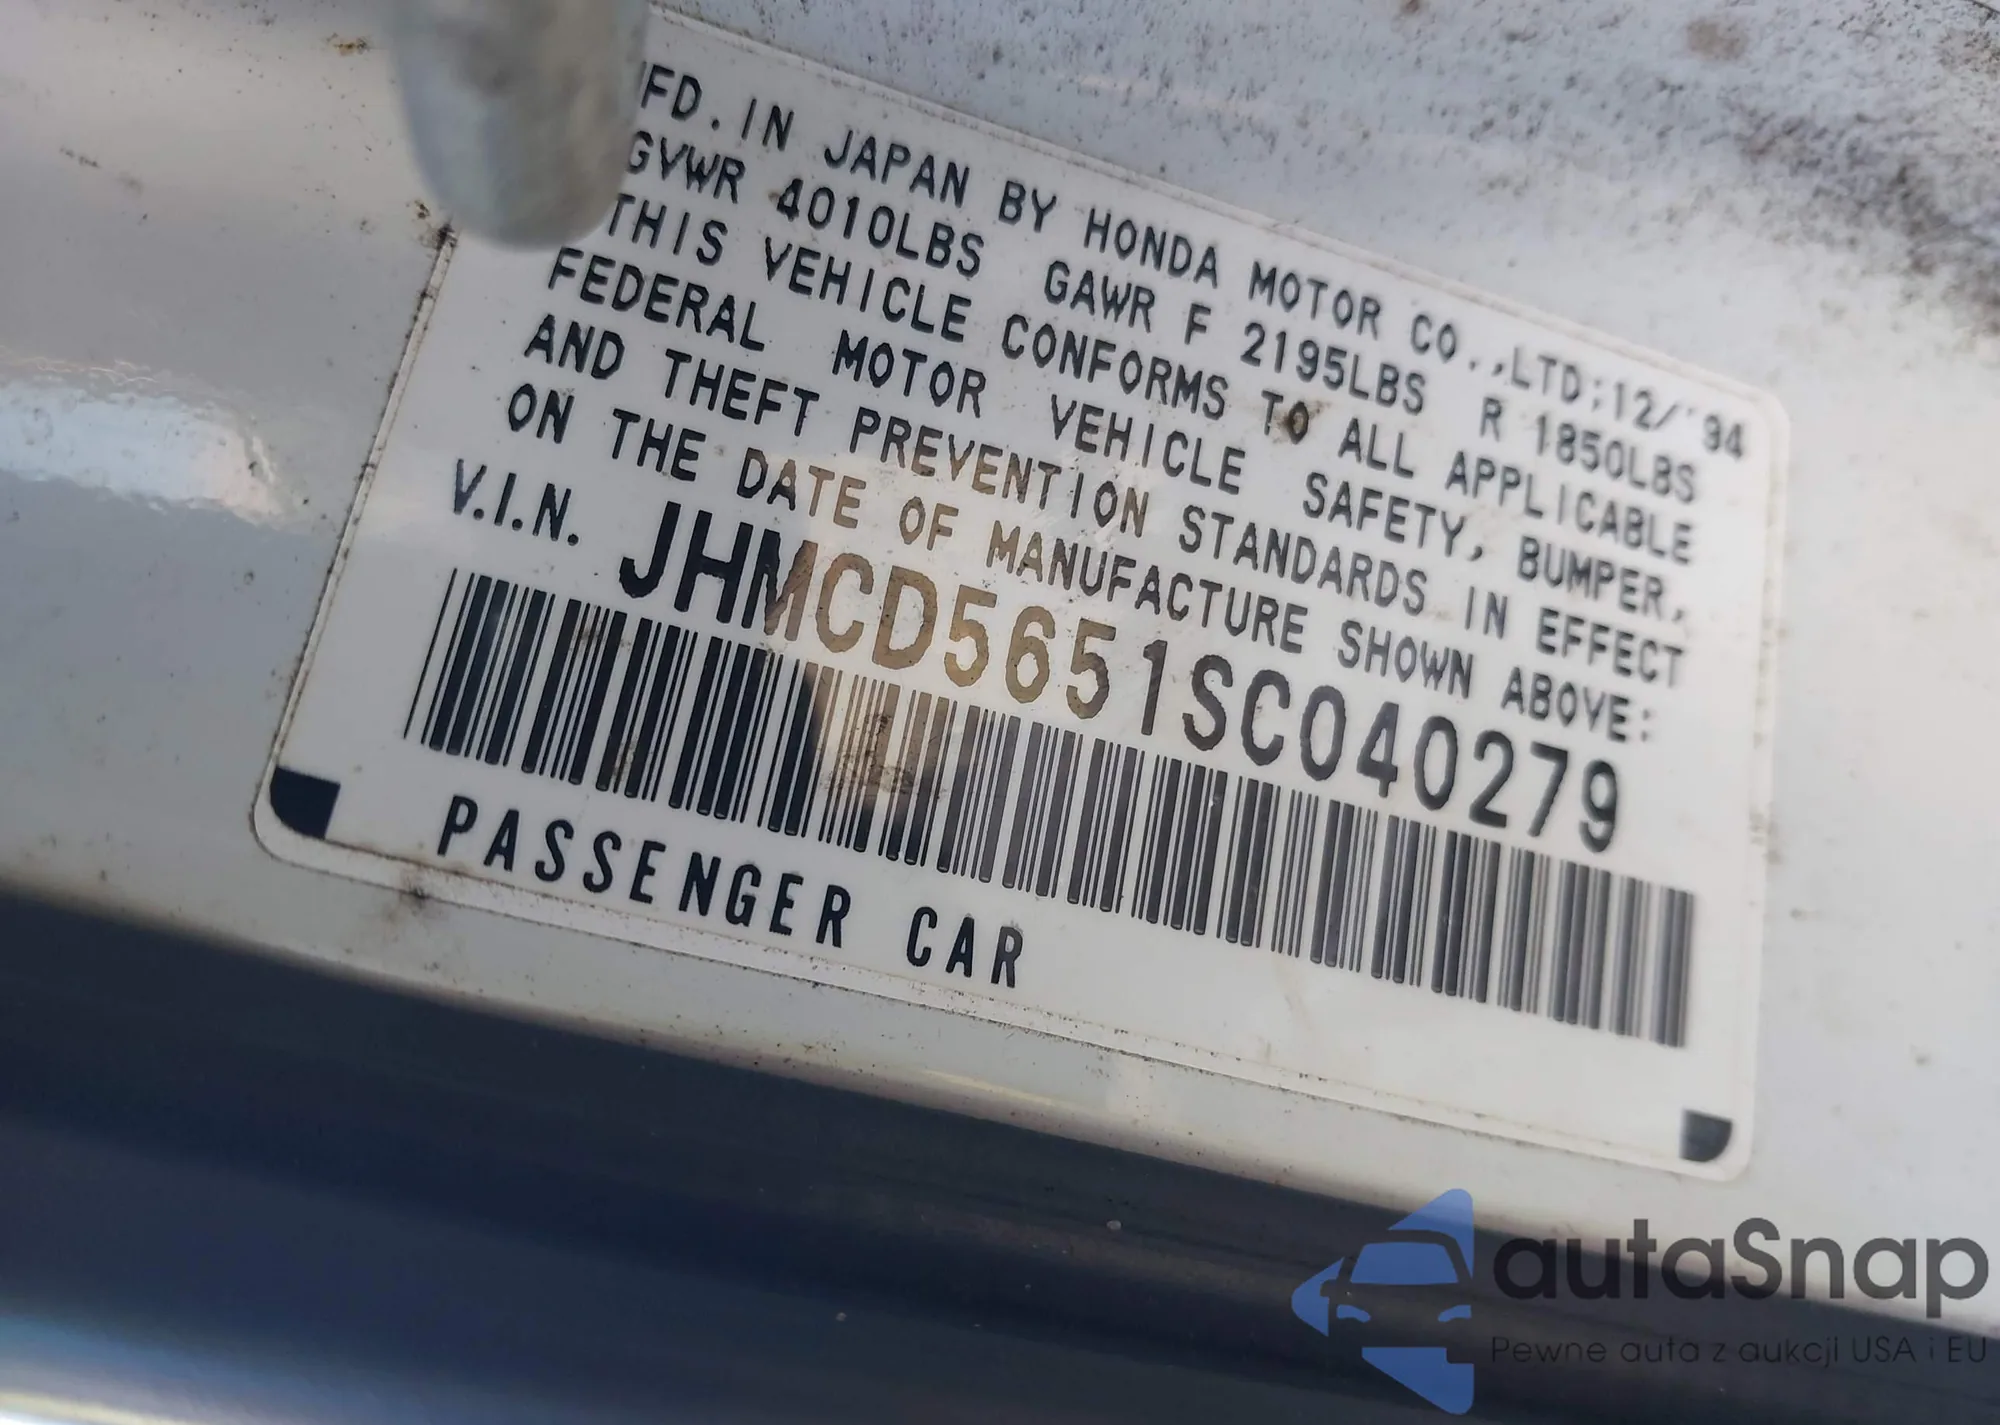 MFD. IN JAPAN BY HONDA MOTOR CO.,LTD;12/'94
GVWR 4010LBS GAWR F 2195LBS R 1850LBS
THIS VEHICLE CONFORMS TO ALL APPLICABLE
FEDERAL MOTOR VEHICLE SAFETY, BUMPER,
AND THEFT PREVENTION STANDARDS IN EFFECT
ON THE DATE OF MANUFACTURE SHOWN ABOVE:
V.I.N. JHMCD5651SC040279
PASSENGER CAR
autaSnap
Pewne auta z aukcji USA i EU